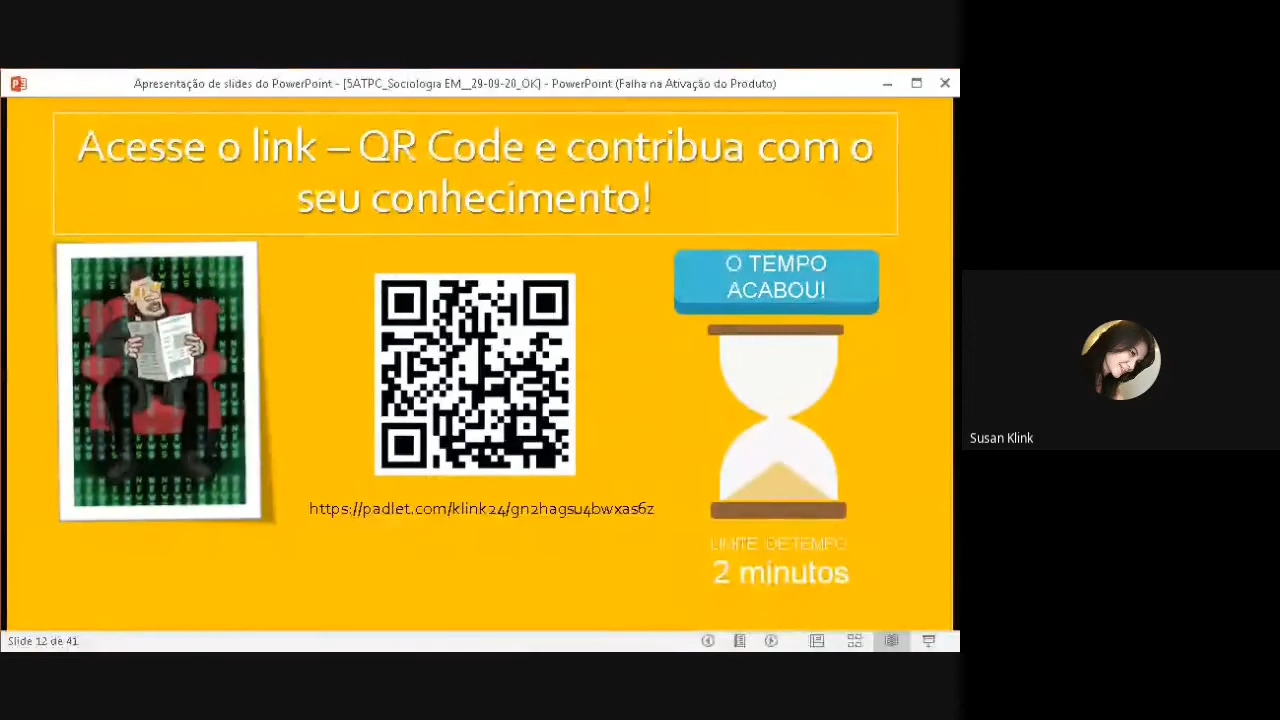 Apresentação de slides do PowerPoint - [5ATPC_Sociologia EM__29-09-20_OK] - PowerPoint (Falha na Ativação do Produto)
Acesse o link – QR Code e contribua com o
seu conhecimento!
O TEMPO
ACABOU!
https://padlet.com/klink24/gn2hagsu4bwxas6z
LIMITE DE TEMPO
2 minutos
Susan Klink
Slide 12 de 41